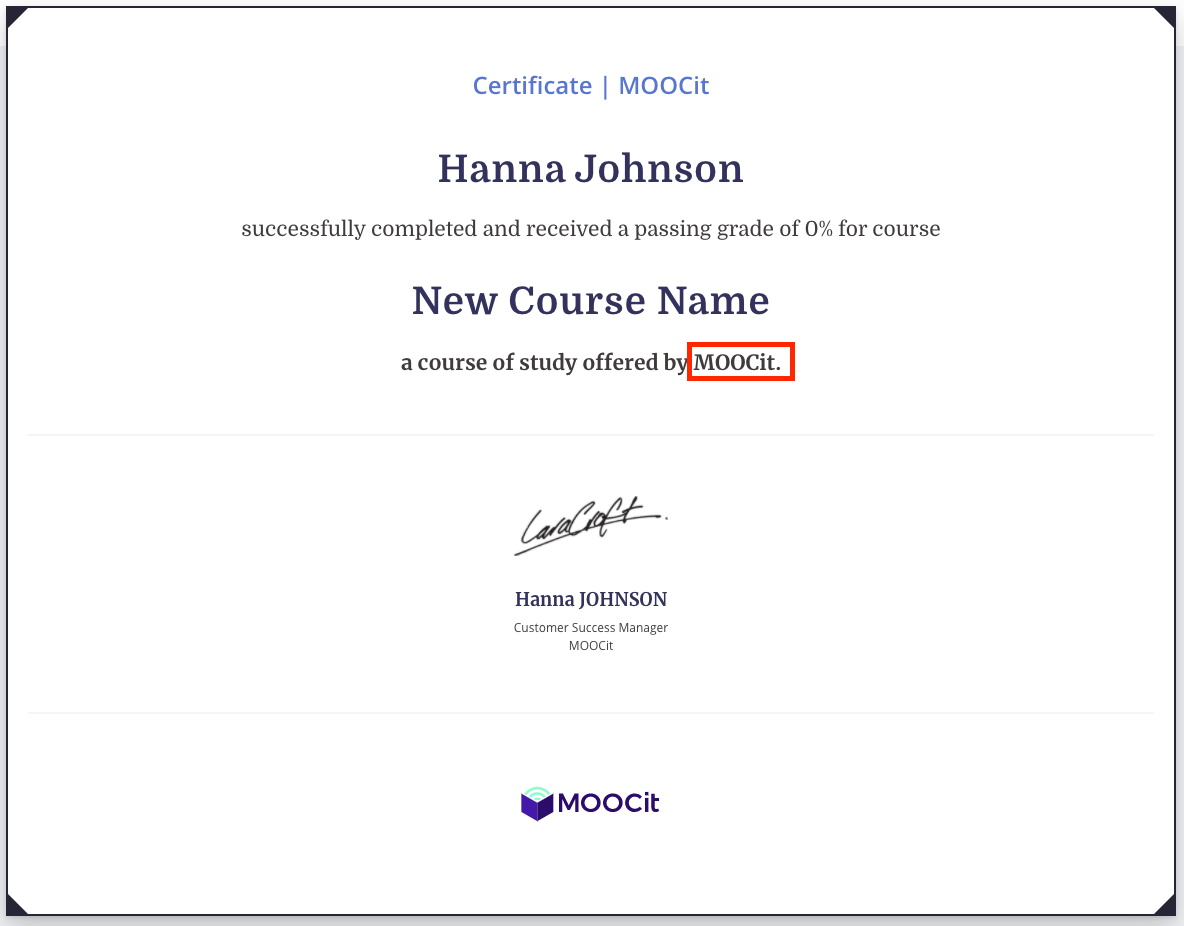 Certificate | MOOCit
Hanna Johnson
successfully completed and received a passing grade of 0% for course
New Course Name
a course of study offered by MOOCit.
LaraCroft.
Hanna JOHNSON
Customer Success Manager
MOOCit
MOOCit